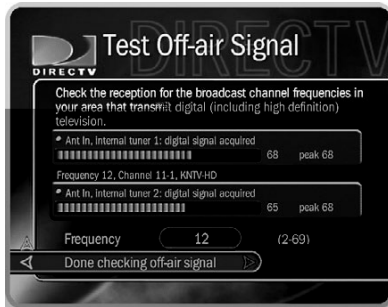 Test Off-air Signal
DIRECTV
DIRECTV
Check the reception for the broadcast channel frequencies in
your area that transmit digital (including high definition)
television.
Ant In, Internal tuner 1: digital signal acquired
68 peak 68
Frequency 12, Channel 11-1, KNTV-HD
Ant In, Internal tuner 2: digital signal acquired
65 peak 68
Frequency 12 (2-69)
Done checking off-air signal